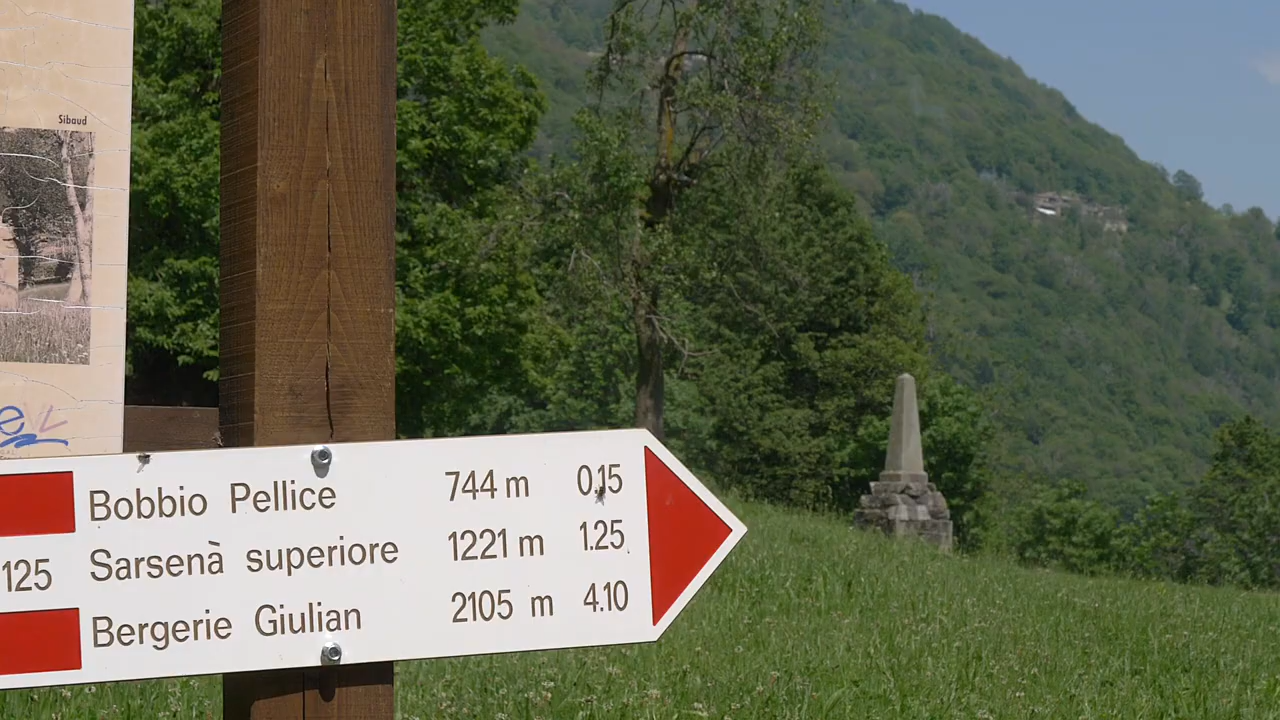 Sibaud
Bobbio Pellice 744 m 0.15
125
Sarsenà superiore 1221 m 1.25
Bergerie Giulian 2105 m 4.10